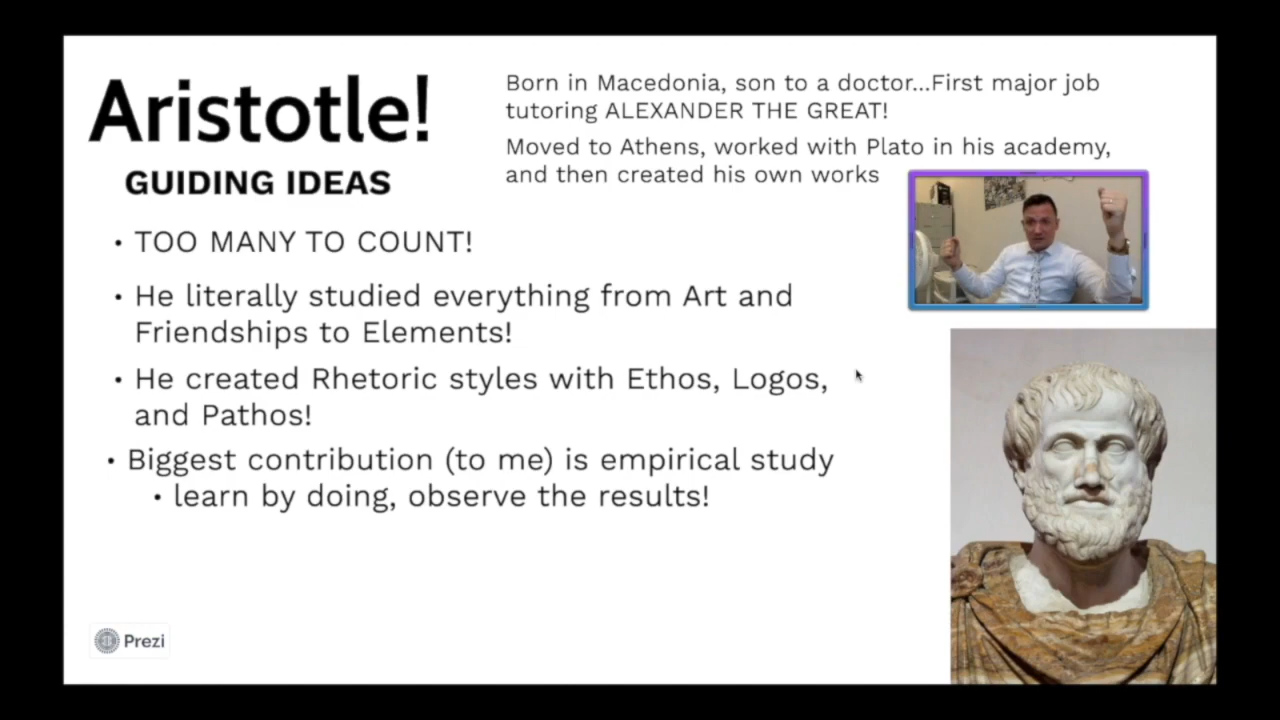 Aristotle!
GUIDING IDEAS
Born in Macedonia, son to a doctor...First major job
tutoring ALEXANDER THE GREAT!
Moved to Athens, worked with Plato in his academy,
and then created his own works
• TOO MANY TO COUNT!
• He literally studied everything from Art and
Friendships to Elements!
• He created Rhetoric styles with Ethos, Logos,
and Pathos!
• Biggest contribution (to me) is empirical study
• learn by doing, observe the results!
Prezi